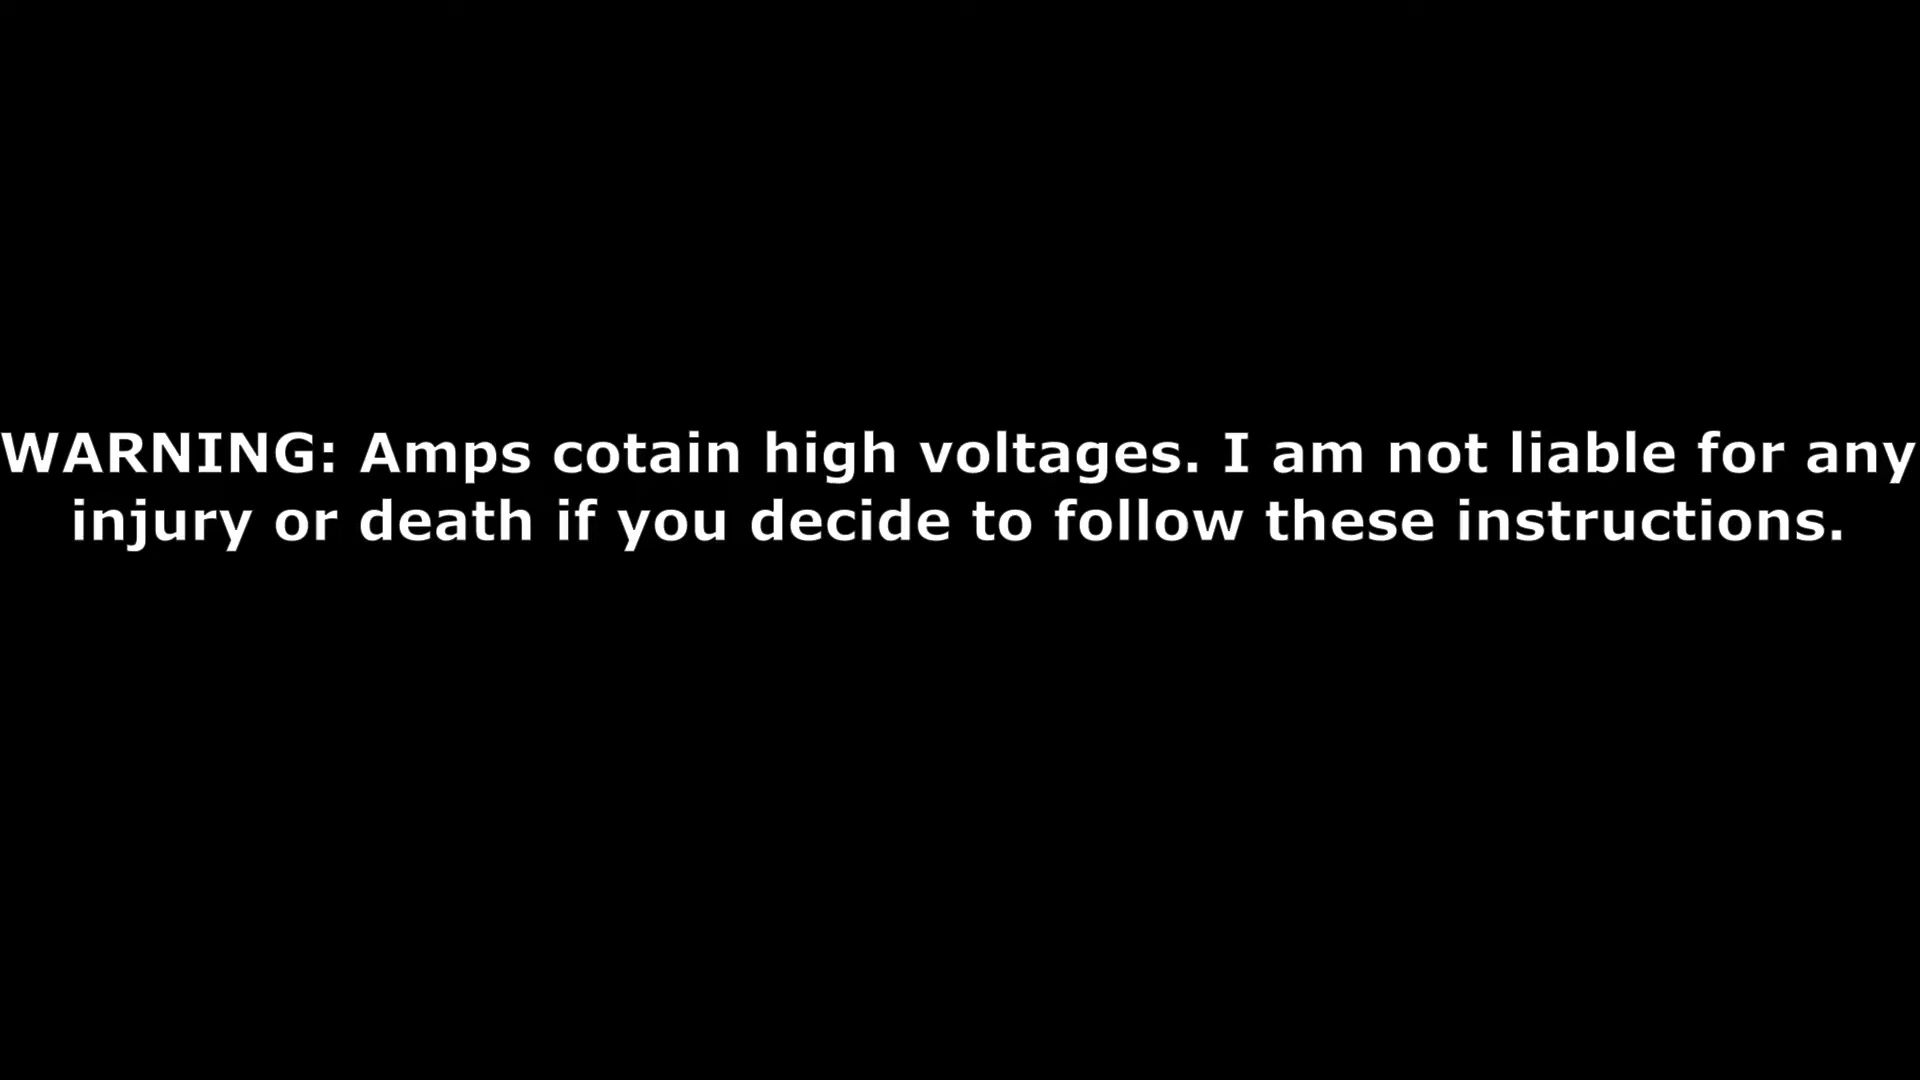 WARNING: Amps cotain high voltages. I am not liable for any
injury or death if you decide to follow these instructions.